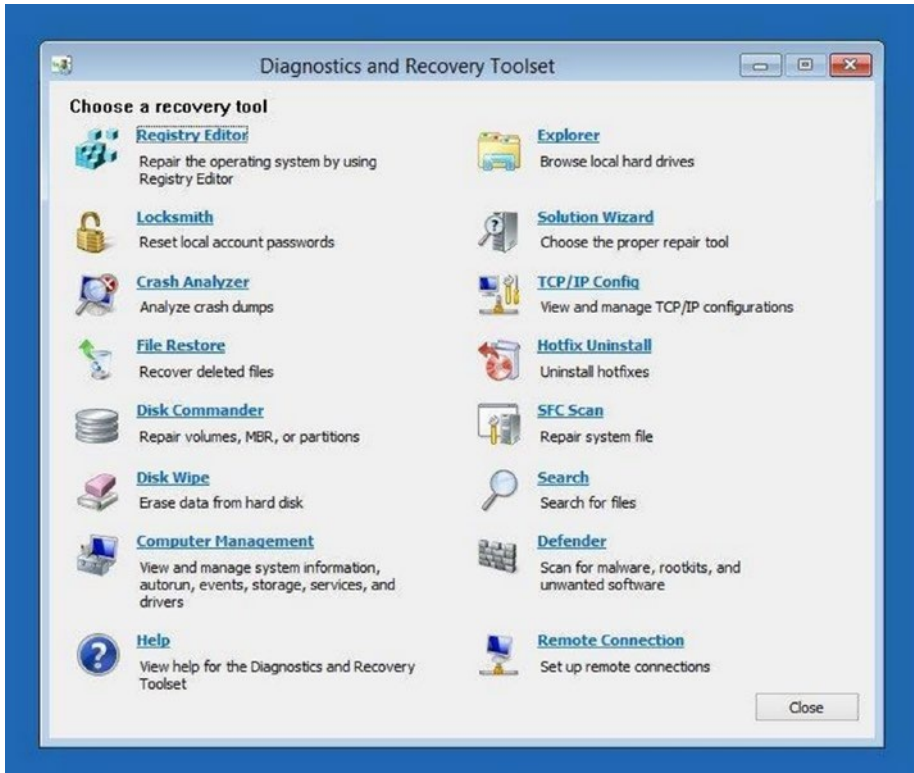 Diagnostics and Recovery Toolset
Choose a recovery tool
Registry Editor
Repair the operating system by using
Registry Editor
Locksmith
Reset local account passwords
Crash Analyzer
Analyze crash dumps
File Restore
Recover deleted files
Disk Commander
Repair volumes, MBR, or partitions
Disk Wipe
Erase data from hard disk
Computer Management
View and manage system information,
autorun, events, storage, services, and
drivers
Help
View help for the Diagnostics and Recovery
Toolset
Explorer
Browse local hard drives
Solution Wizard
Choose the proper repair tool
TCP/IP Config
View and manage TCP/IP configurations
Hotfix Uninstall
Uninstall hotfixes
SFC Scan
Repair system file
Search
Search for files
Defender
Scan for malware, rootkits, and
unwanted software
Remote Connection
Set up remote connections
Close